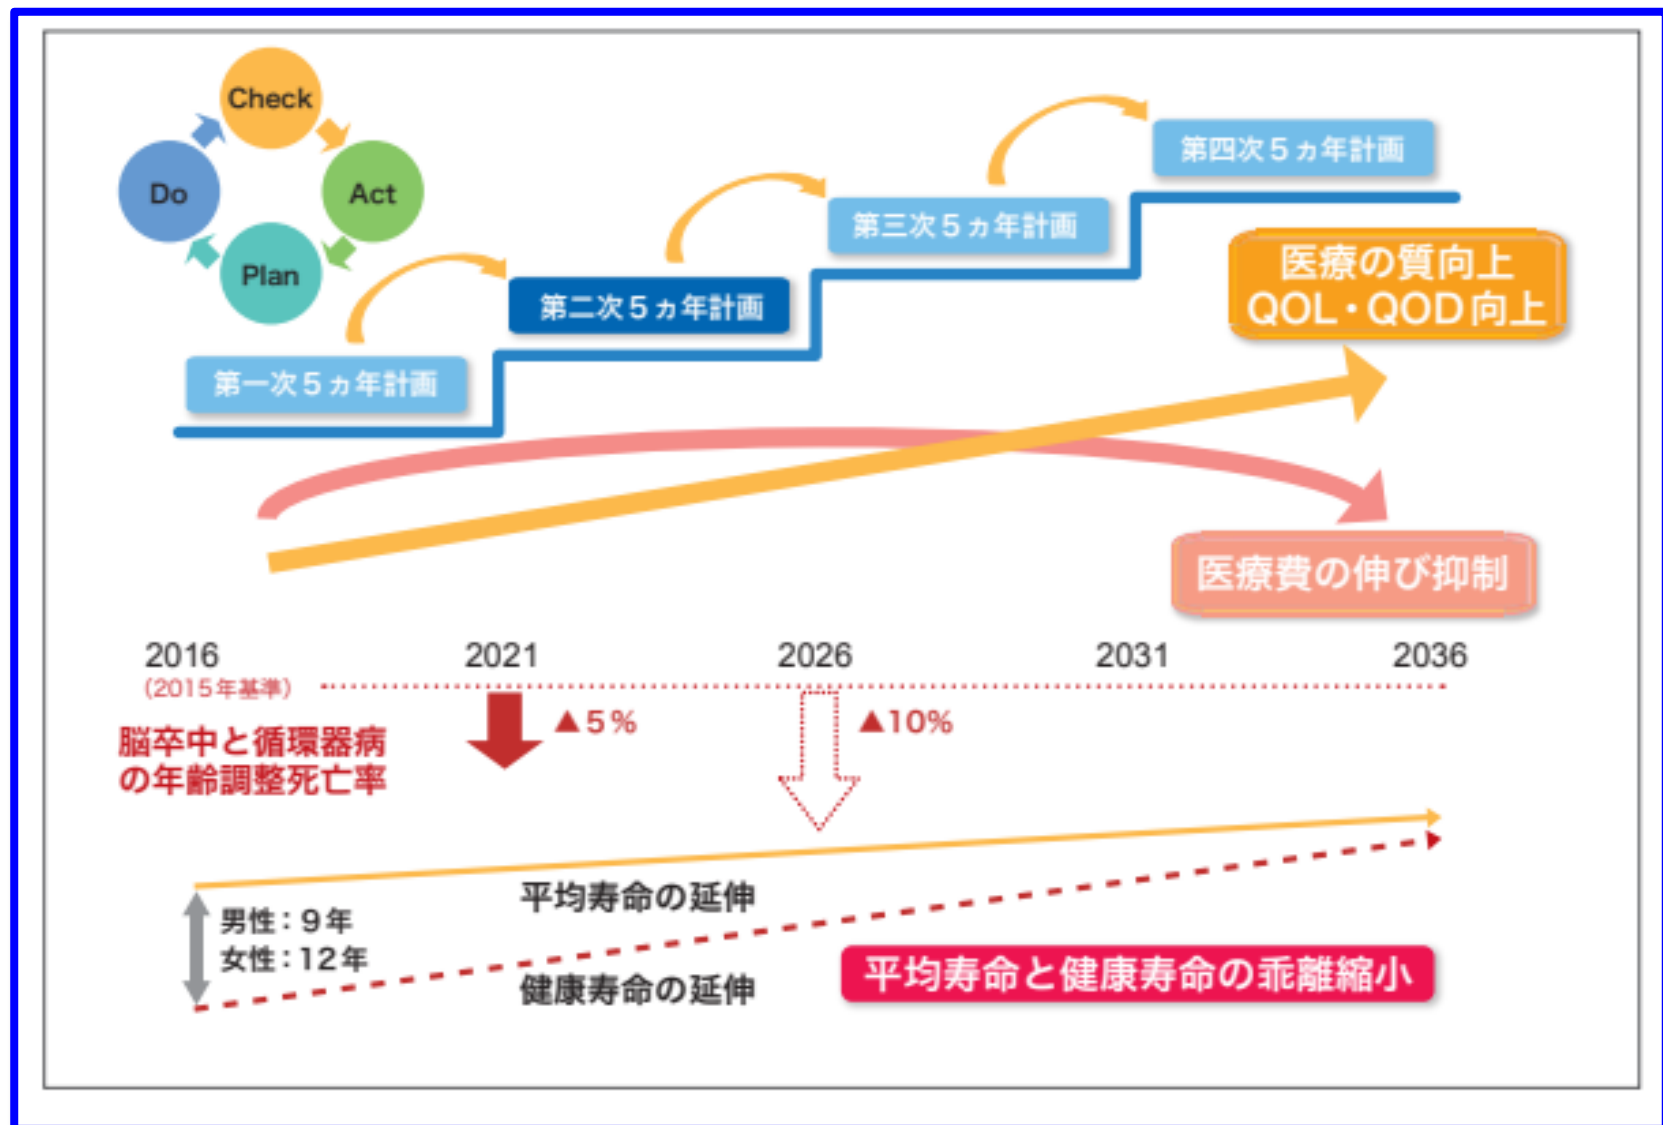 Check
Do
Act
Plan
第四次5ヵ年計画
第三次5ヵ年計画
第二次5ヵ年計画
第一次5ヵ年計画
医療の質向上
QOL・QOD向上
医療費の伸び抑制
2016
2021
2026
2031
2036
(2015年基準)
▲5%
▲10%
脳卒中と循環器病
の年齢調整死亡率
平均寿命の延伸
男性：9年
女性：12年
健康寿命の延伸
平均寿命と健康寿命の乖離縮小